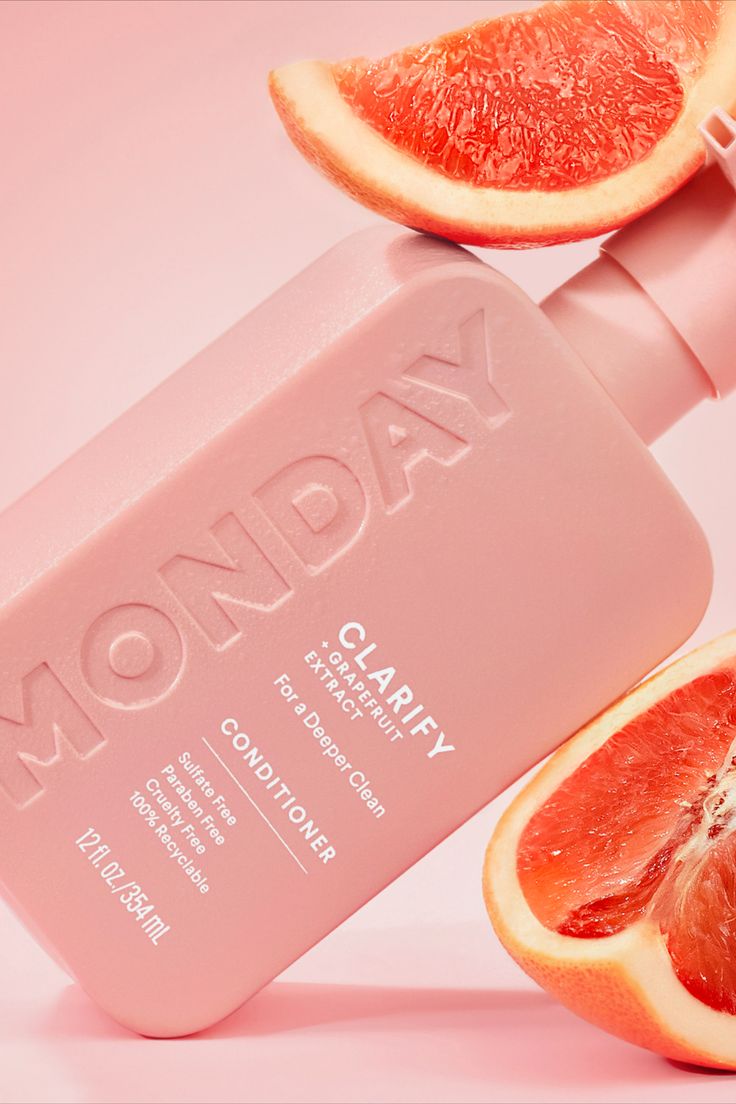 MONDAY
CLARIFY
+ GRAPEFRUIT
EXTRACT
For a Deeper Clean
CONDITIONER
Sulfate Free
Paraben Free
Cruelty Free
100% Recyclable
12 fl.oz./354 mL